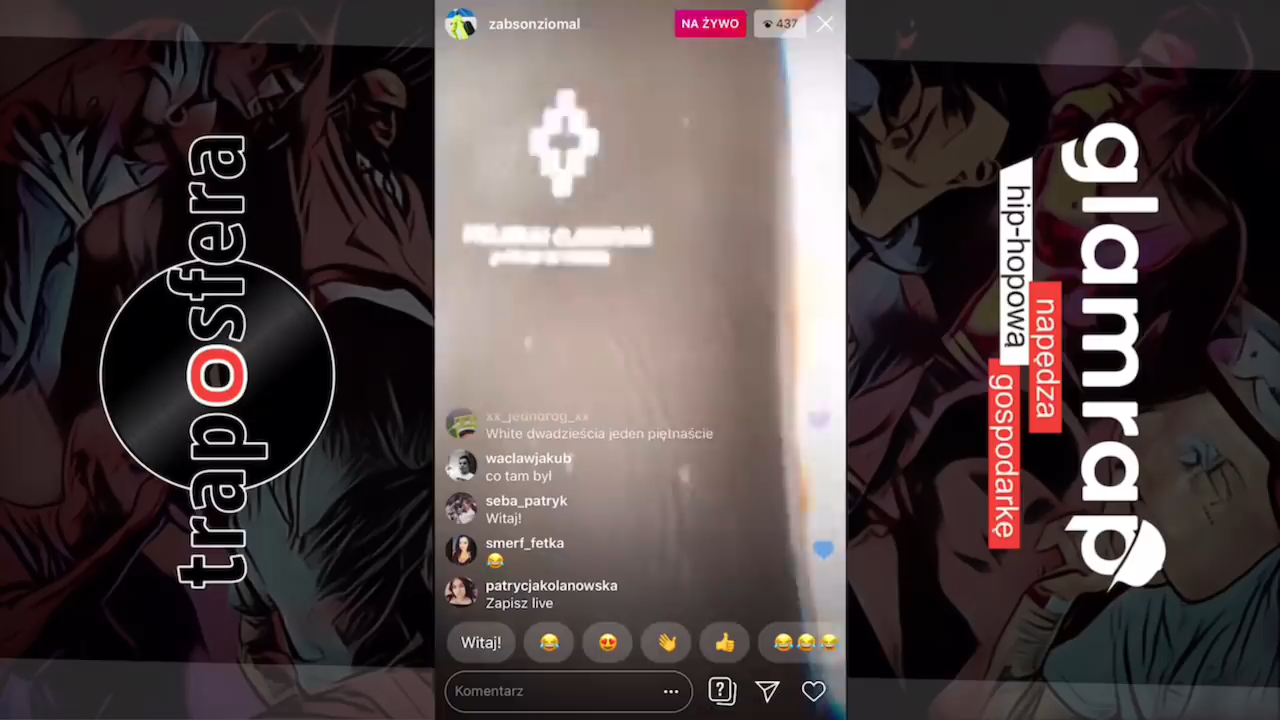 zabsonziomal
NA ŻYWO
437
traposfera
glamrap
hip-hopowa
napędza
gospodarkę
xx_jednarog_xx
White dwadzieścia jeden piętnaście
waclawjakub
co tam był
seba_patryk
Witaj!
smerf_fetka
😂
patrycjakolanowska
Zapisz live
Witaj! 😂 😍 👋 👍 😂😂😂
Komentarz